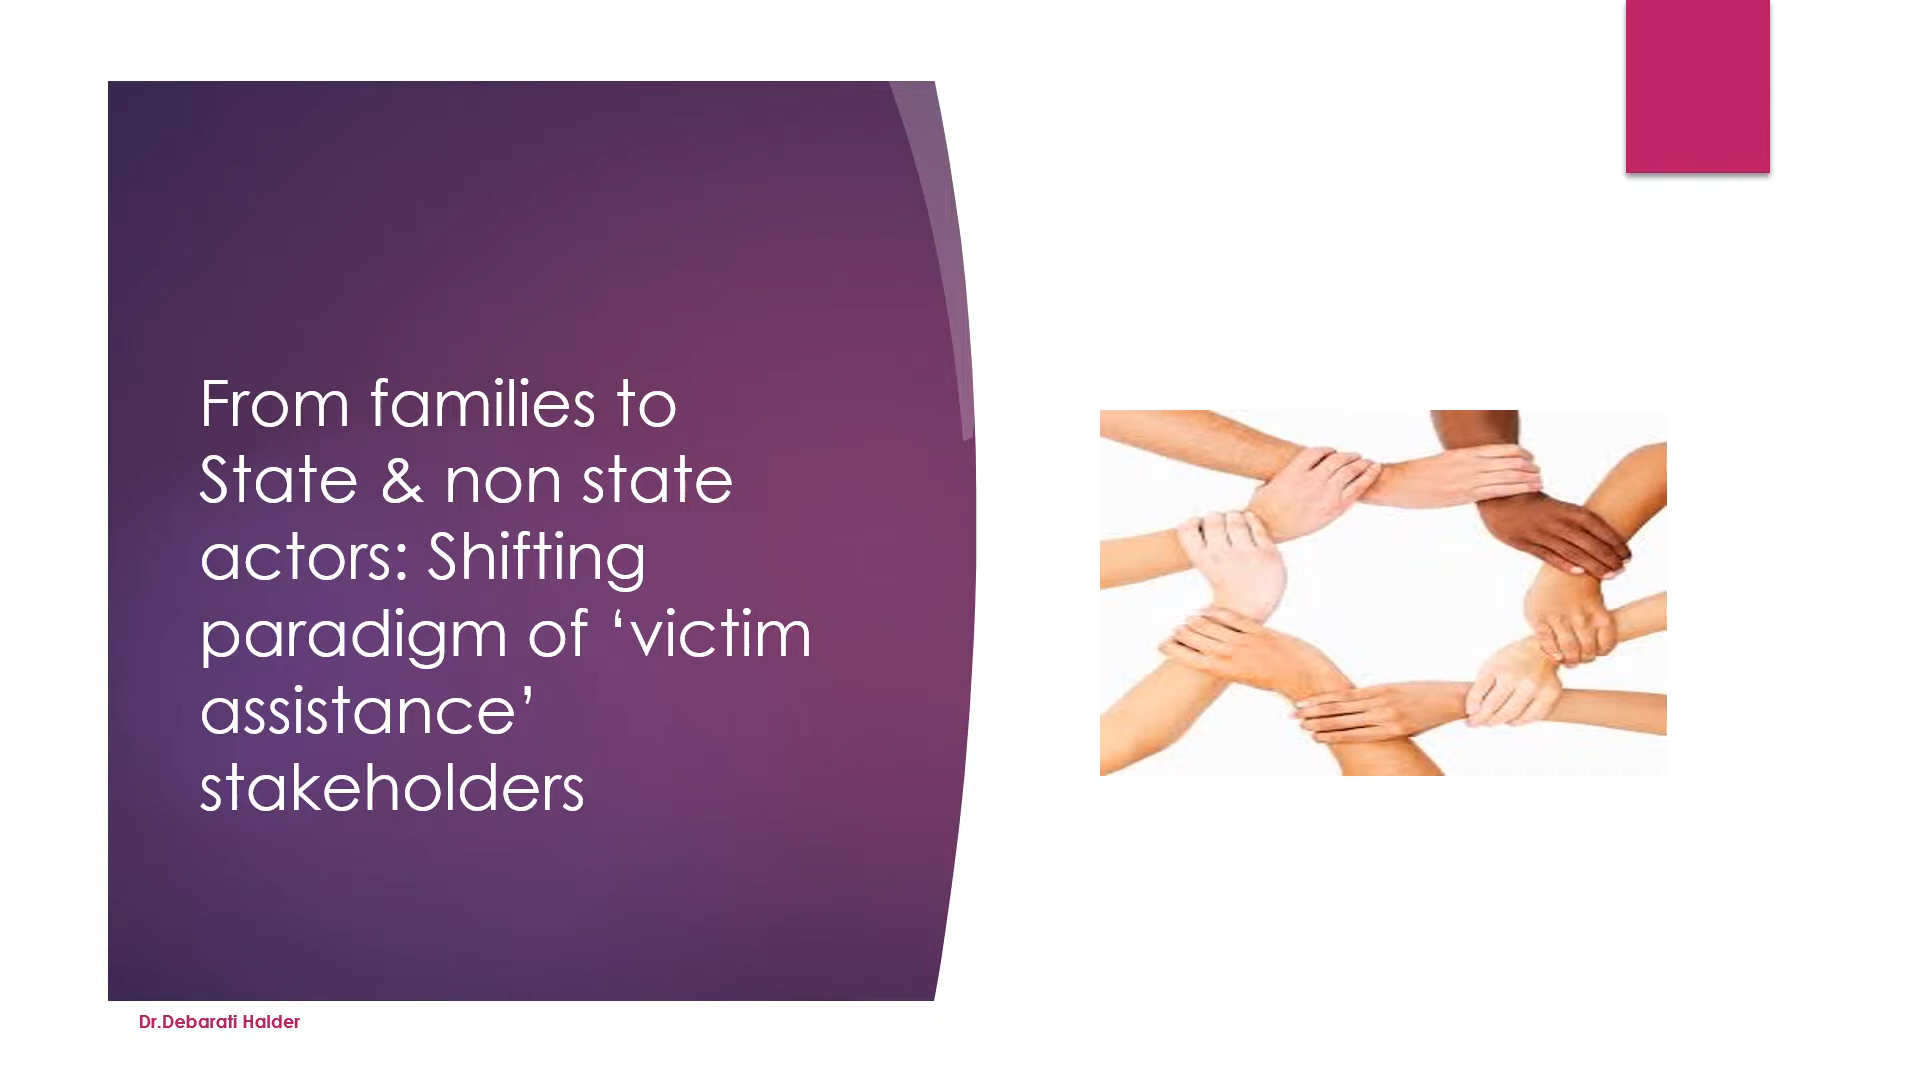 From families to
State & non state
actors: Shifting
paradigm of ‘victim
assistance’
stakeholders
Dr.Debarati Halder